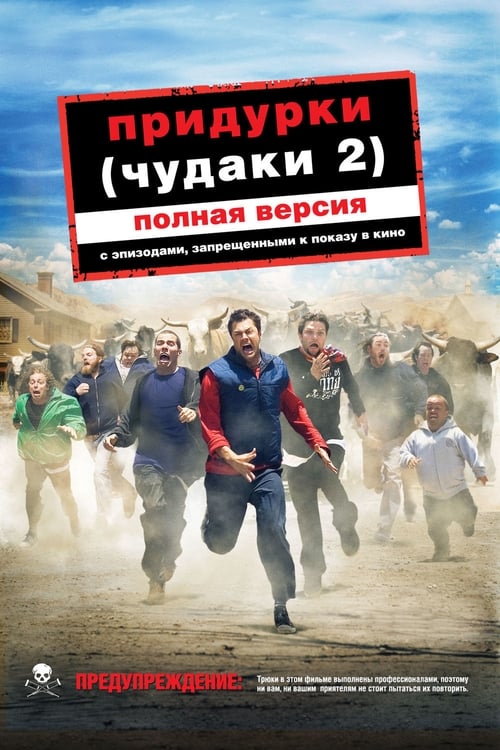 придурки
(чудаки 2)
полная версия
с эпизодами, запрещенными к показу в кино
ПРЕДУПРЕЖДЕНИЕ:
Трюки в этом фильме выполнены профессионалами, поэтому
ни вам, ни вашим приятелям не стоит пытаться их повторить.